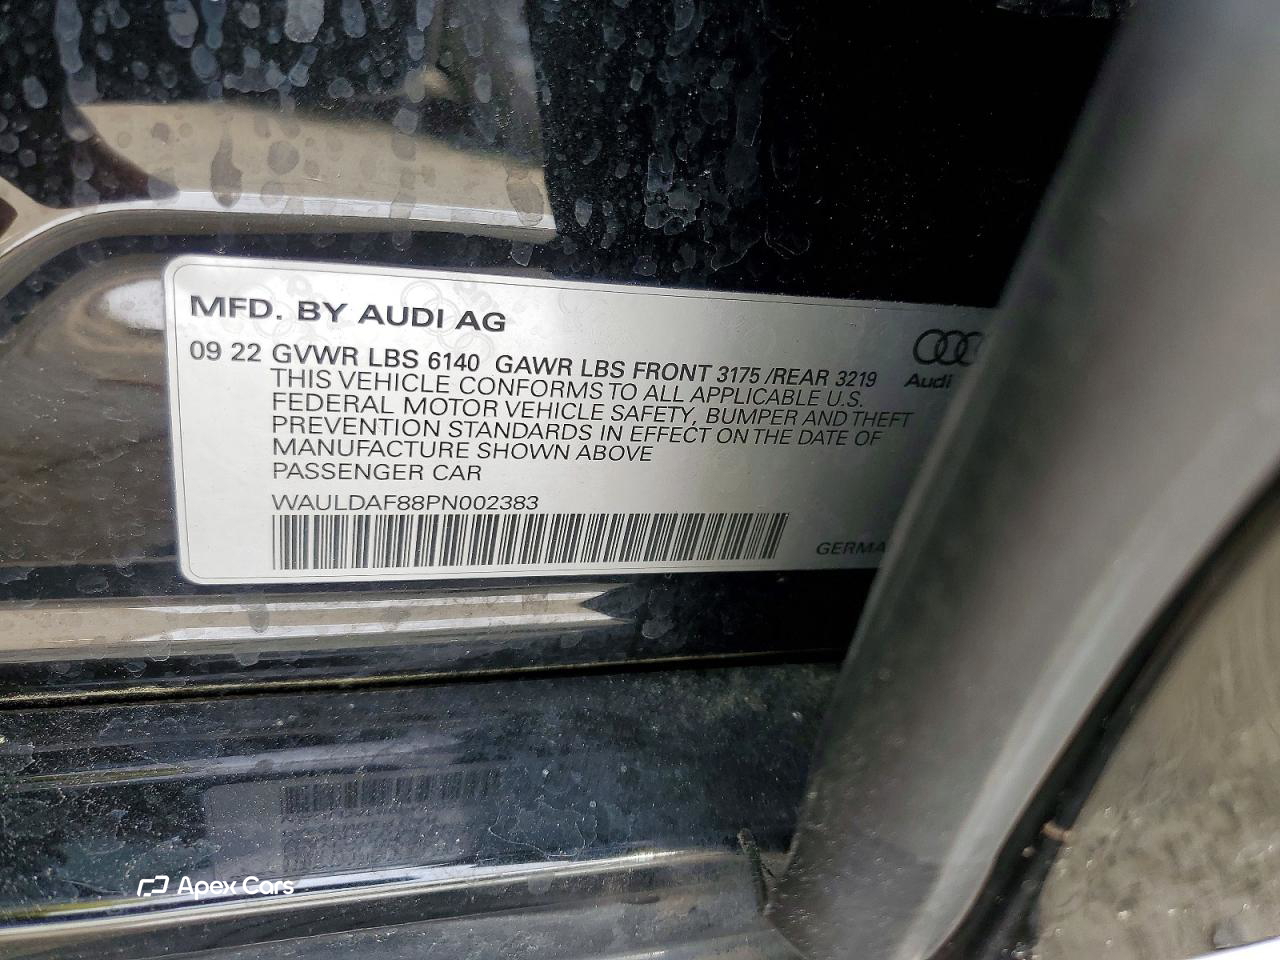 MFD. BY AUDI AG
09 22 GVWR LBS 6140 GAWR LBS FRONT 3175 /REAR 3219
THIS VEHICLE CONFORMS TO ALL APPLICABLE U.S.
FEDERAL MOTOR VEHICLE SAFETY, BUMPER AND THEFT
PREVENTION STANDARDS IN EFFECT ON THE DATE OF
MANUFACTURE SHOWN ABOVE
PASSENGER CAR
WAULDAF88PN002383
GERMA
Audi
Apex Cars